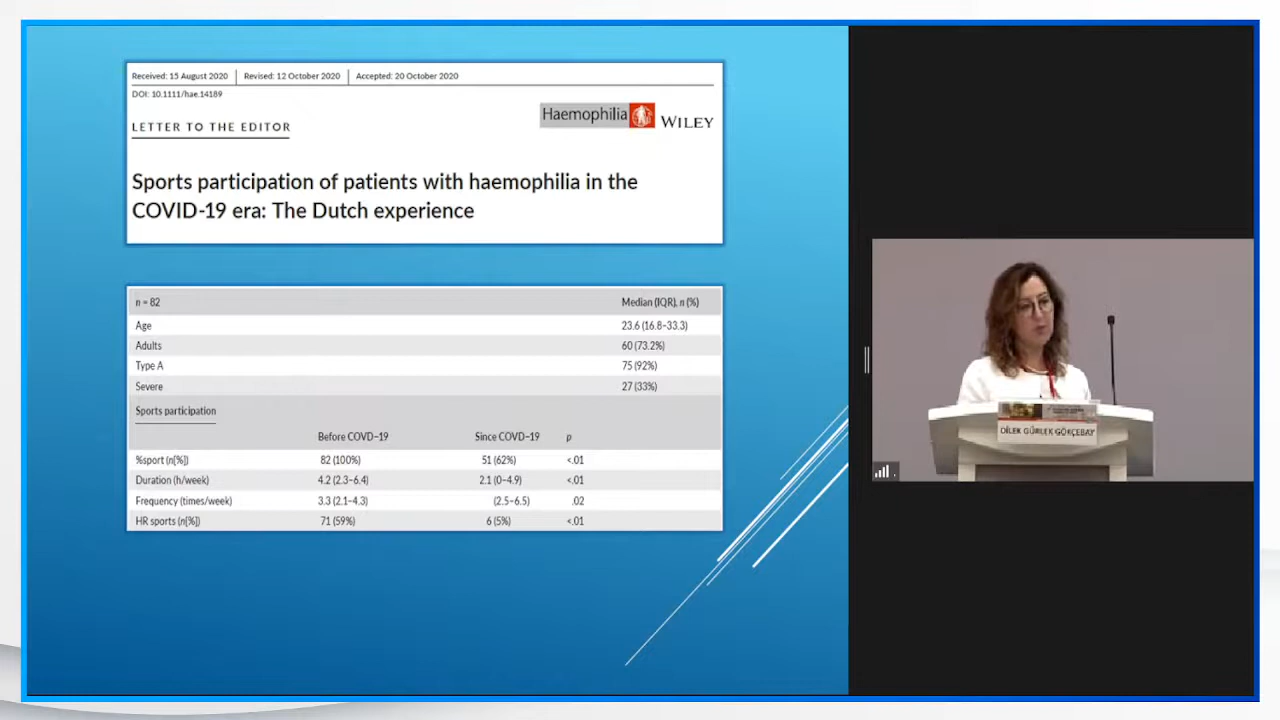 Received: 15 August 2020 Revised: 12 October 2020 Accepted: 20 October 2020
DOI: 10.1111/hae.14189
LETTER TO THE EDITOR
Haemophilia WILEY
Sports participation of patients with haemophilia in the
COVID-19 era: The Dutch experience
n = 82 Median (IQR), n (%)
Age 23.6 (16.8–33.3)
Adults 60 (73.2%)
Type A 75 (92%)
Severe 27 (33%)
Sports participation
Before COVD–19 Since COVD–19 p
%sport (n[%]) 82 (100%) 51 (62%) <.01
Duration (h/week) 4.2 (2.3–6.4) 2.1 (0–4.9) <.01
Frequency (times/week) 3.3 (2.1–4.3) (2.5–6.5) .02
HR sports (n[%]) 71 (59%) 6 (5%) <.01
DİLEK GÜRLEK GÖKÇEBAY